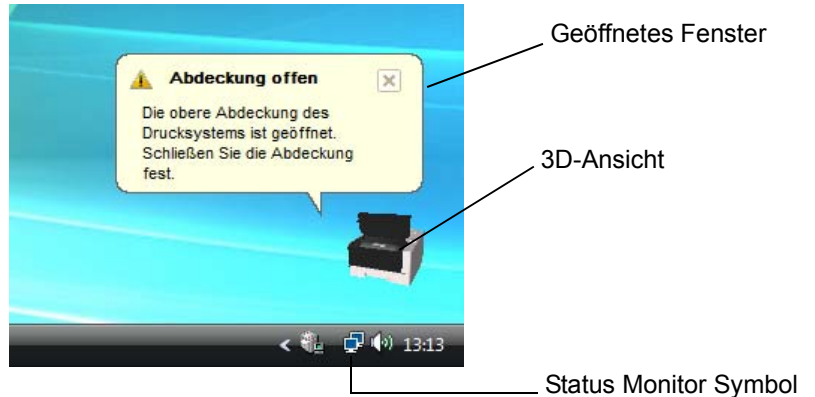 Geöffnetes Fenster
Abdeckung offen
Die obere Abdeckung des
Drucksystems ist geöffnet.
Schließen Sie die Abdeckung
fest.
3D-Ansicht
13:13
Status Monitor Symbol